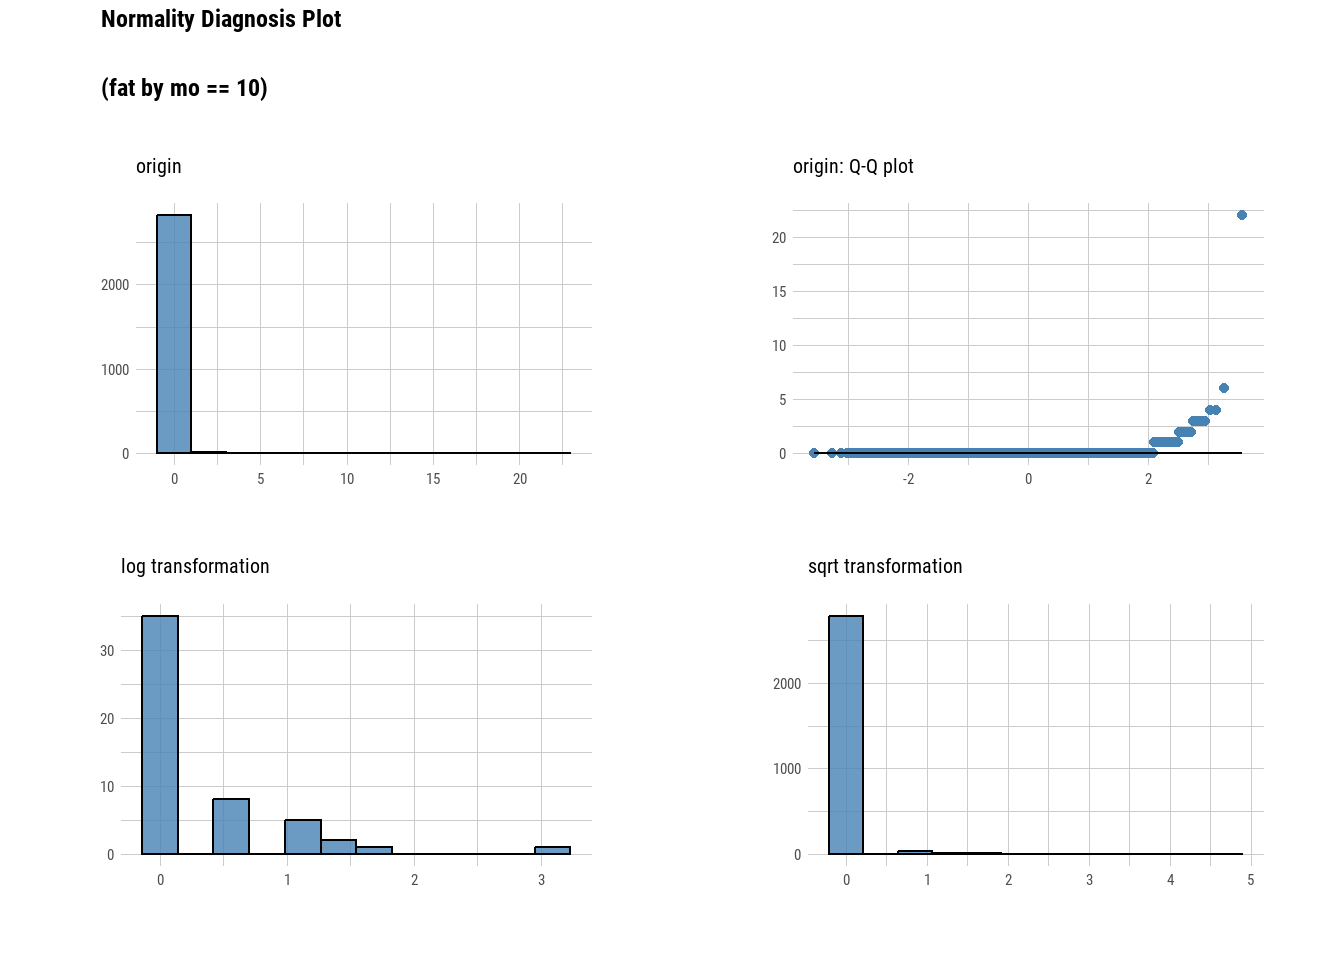 Normality Diagnosis Plot
(fat by mo == 10)
origin
2000
1000
0
0 5 10 15 20
origin: Q-Q plot
20
15
10
5
0
-2 0 2
log transformation
30
20
10
0
0 1 2 3
sqrt transformation
2000
1000
0
0 1 2 3 4 5